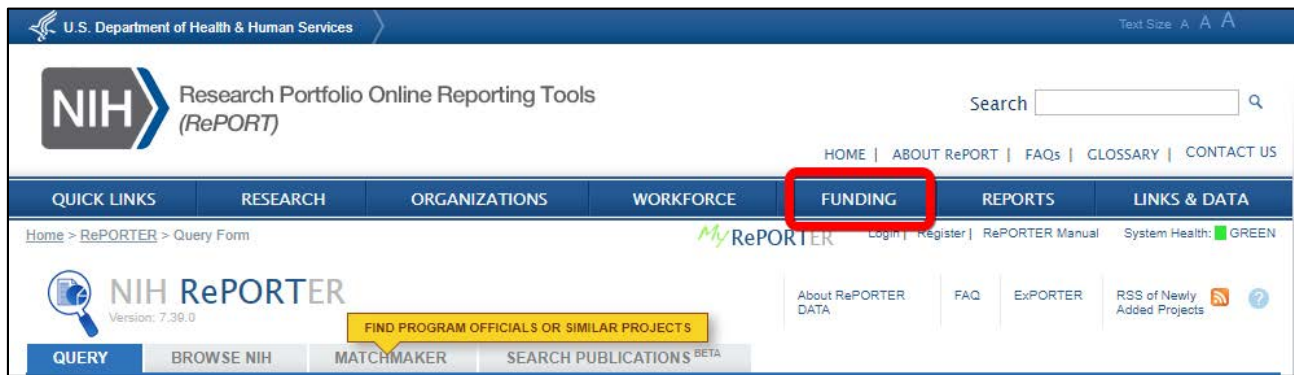 U.S. Department of Health & Human Services
Text Size A A A
NIH
Research Portfolio Online Reporting Tools
(RePORT)
Search
HOME | ABOUT RePORT | FAQs | GLOSSARY | CONTACT US
QUICK LINKS RESEARCH ORGANIZATIONS WORKFORCE FUNDING REPORTS LINKS & DATA
Home > RePORTER > Query Form
My RePORTER Login | Register | RePORTER Manual System Health: GREEN
NIH RePORTER
Version: 7.39.0
About RePORTER
DATA
FAQ
ExPORTER
RSS of Newly
Added Projects
?
FIND PROGRAM OFFICIALS OR SIMILAR PROJECTS
QUERY BROWSE NIH MATCHMAKER SEARCH PUBLICATIONS BETA